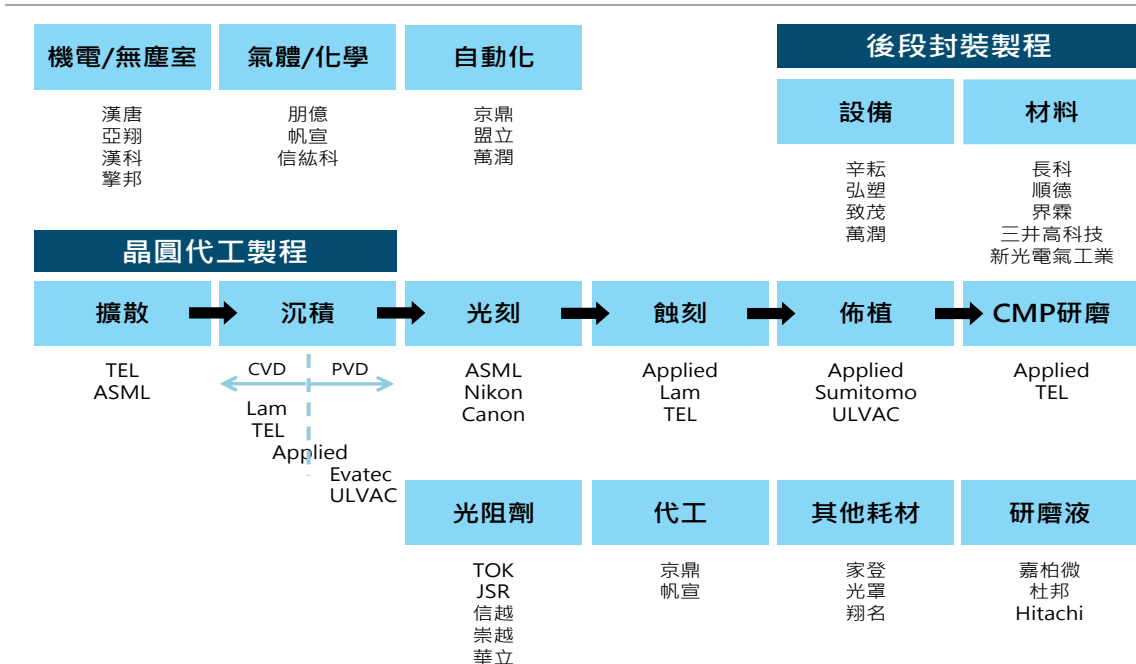 機電/無塵室
漢唐
亞翔
漢科
擎邦
氣體/化學
朋億
帆宣
信紘科
自動化
京鼎
盟立
萬潤
後段封裝製程
設備
辛耘
弘塑
致茂
萬潤
材料
長科
順德
界霖
三井高科技
新光電氣工業
晶圓代工製程
擴散
TEL
ASML
沉積
CVD
PVD
Lam
TEL
Applied
Evatec
ULVAC
光刻
ASML
Nikon
Canon
蝕刻
Applied
Lam
TEL
佈植
Applied
Sumitomo
ULVAC
CMP研磨
Applied
TEL
光阻劑
TOK
JSR
信越
崇越
華立
代工
京鼎
帆宣
其他耗材
家登
光罩
翔名
研磨液
嘉柏微
杜邦
Hitachi